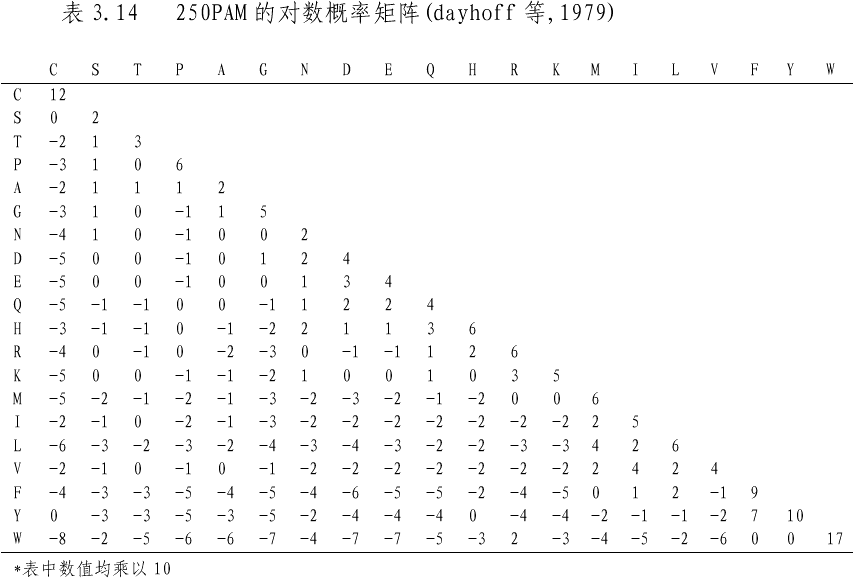 表 3.14 250PAM 的对数概率矩阵(dayhoff 等,1979)
C S T P A G N D E Q H R K M I L V F Y W
C 12
S 0 2
T -2 1 3
P -3 1 0 6
A -2 1 1 1 2
G -3 1 0 -1 1 5
N -4 1 0 -1 0 0 2
D -5 0 0 -1 0 1 2 4
E -5 0 0 -1 0 0 1 3 4
Q -5 -1 -1 0 0 -1 1 2 2 4
H -3 -1 -1 0 -1 -2 2 1 1 3 6
R -4 0 -1 0 -2 -3 0 -1 -1 1 2 6
K -5 0 0 -1 -1 -2 1 0 0 1 0 3 5
M -5 -2 -1 -2 -1 -3 -2 -3 -2 -1 -2 0 0 6
I -2 -1 0 -2 -1 -3 -2 -2 -2 -2 -2 -2 -2 2 5
L -6 -3 -2 -3 -2 -4 -3 -4 -3 -2 -2 -3 -3 4 2 6
V -2 -1 0 -1 0 -1 -2 -2 -2 -2 -2 -2 -2 2 4 2 4
F -4 -3 -3 -5 -4 -5 -4 -6 -5 -5 -2 -4 -5 0 1 2 -1 9
Y 0 -3 -3 -5 -3 -5 -2 -4 -4 -4 0 -4 -4 -2 -1 -1 -2 7 10
W -8 -2 -5 -6 -6 -7 -4 -7 -7 -5 -3 2 -3 -4 -5 -2 -6 0 0 17
*表中数值均乘以 10